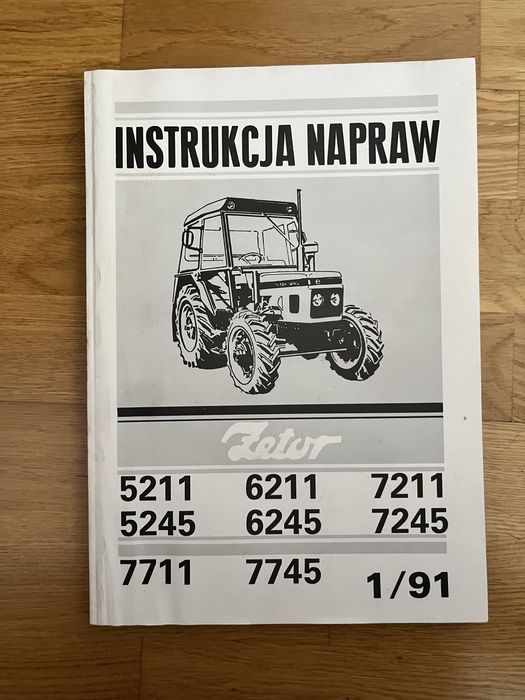 INSTRUKCJA NAPRAW
Zetor
5211 6211 7211
5245 6245 7245
7711 7745 1/91